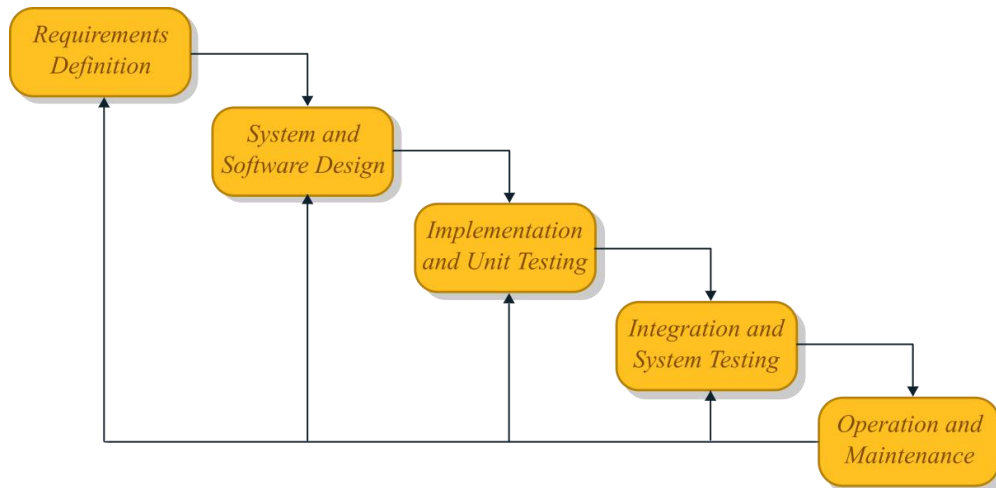 Requirements
Definition
System and
Software Design
Implementation
and Unit Testing
Integration and
System Testing
Operation and
Maintenance